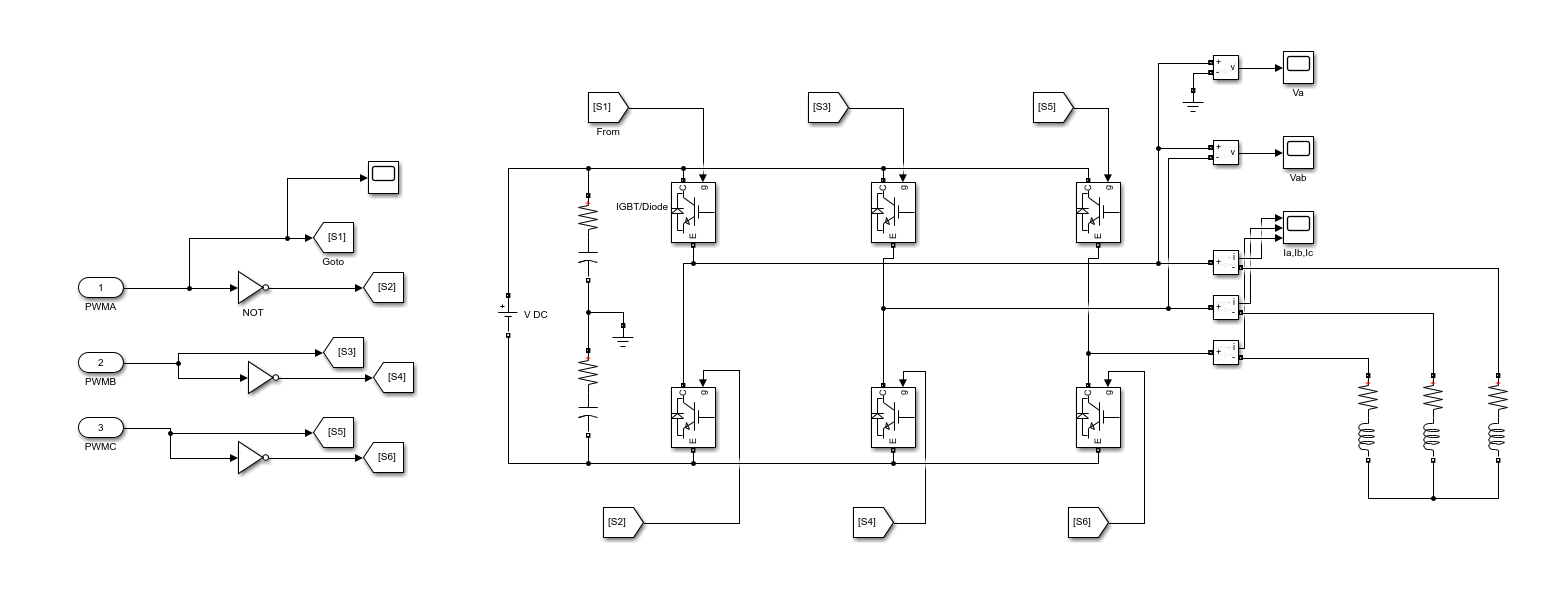 1
PWMA
[S1]
Goto
NOT
[S2]
2
PWMB
[S3]
[S4]
3
PWMC
[S5]
[S6]
[S1]
From
[S3]
[S5]
V DC
+
IGBT/Diode
C
g
E
C
g
E
C
g
E
C
g
E
C
g
E
C
g
E
[S2]
[S4]
[S6]
+
-
v
Va
+
-
v
Vab
Ia,Ib,Ic
+
i
-
+
i
-
+
i
-
+
+
+
+
+